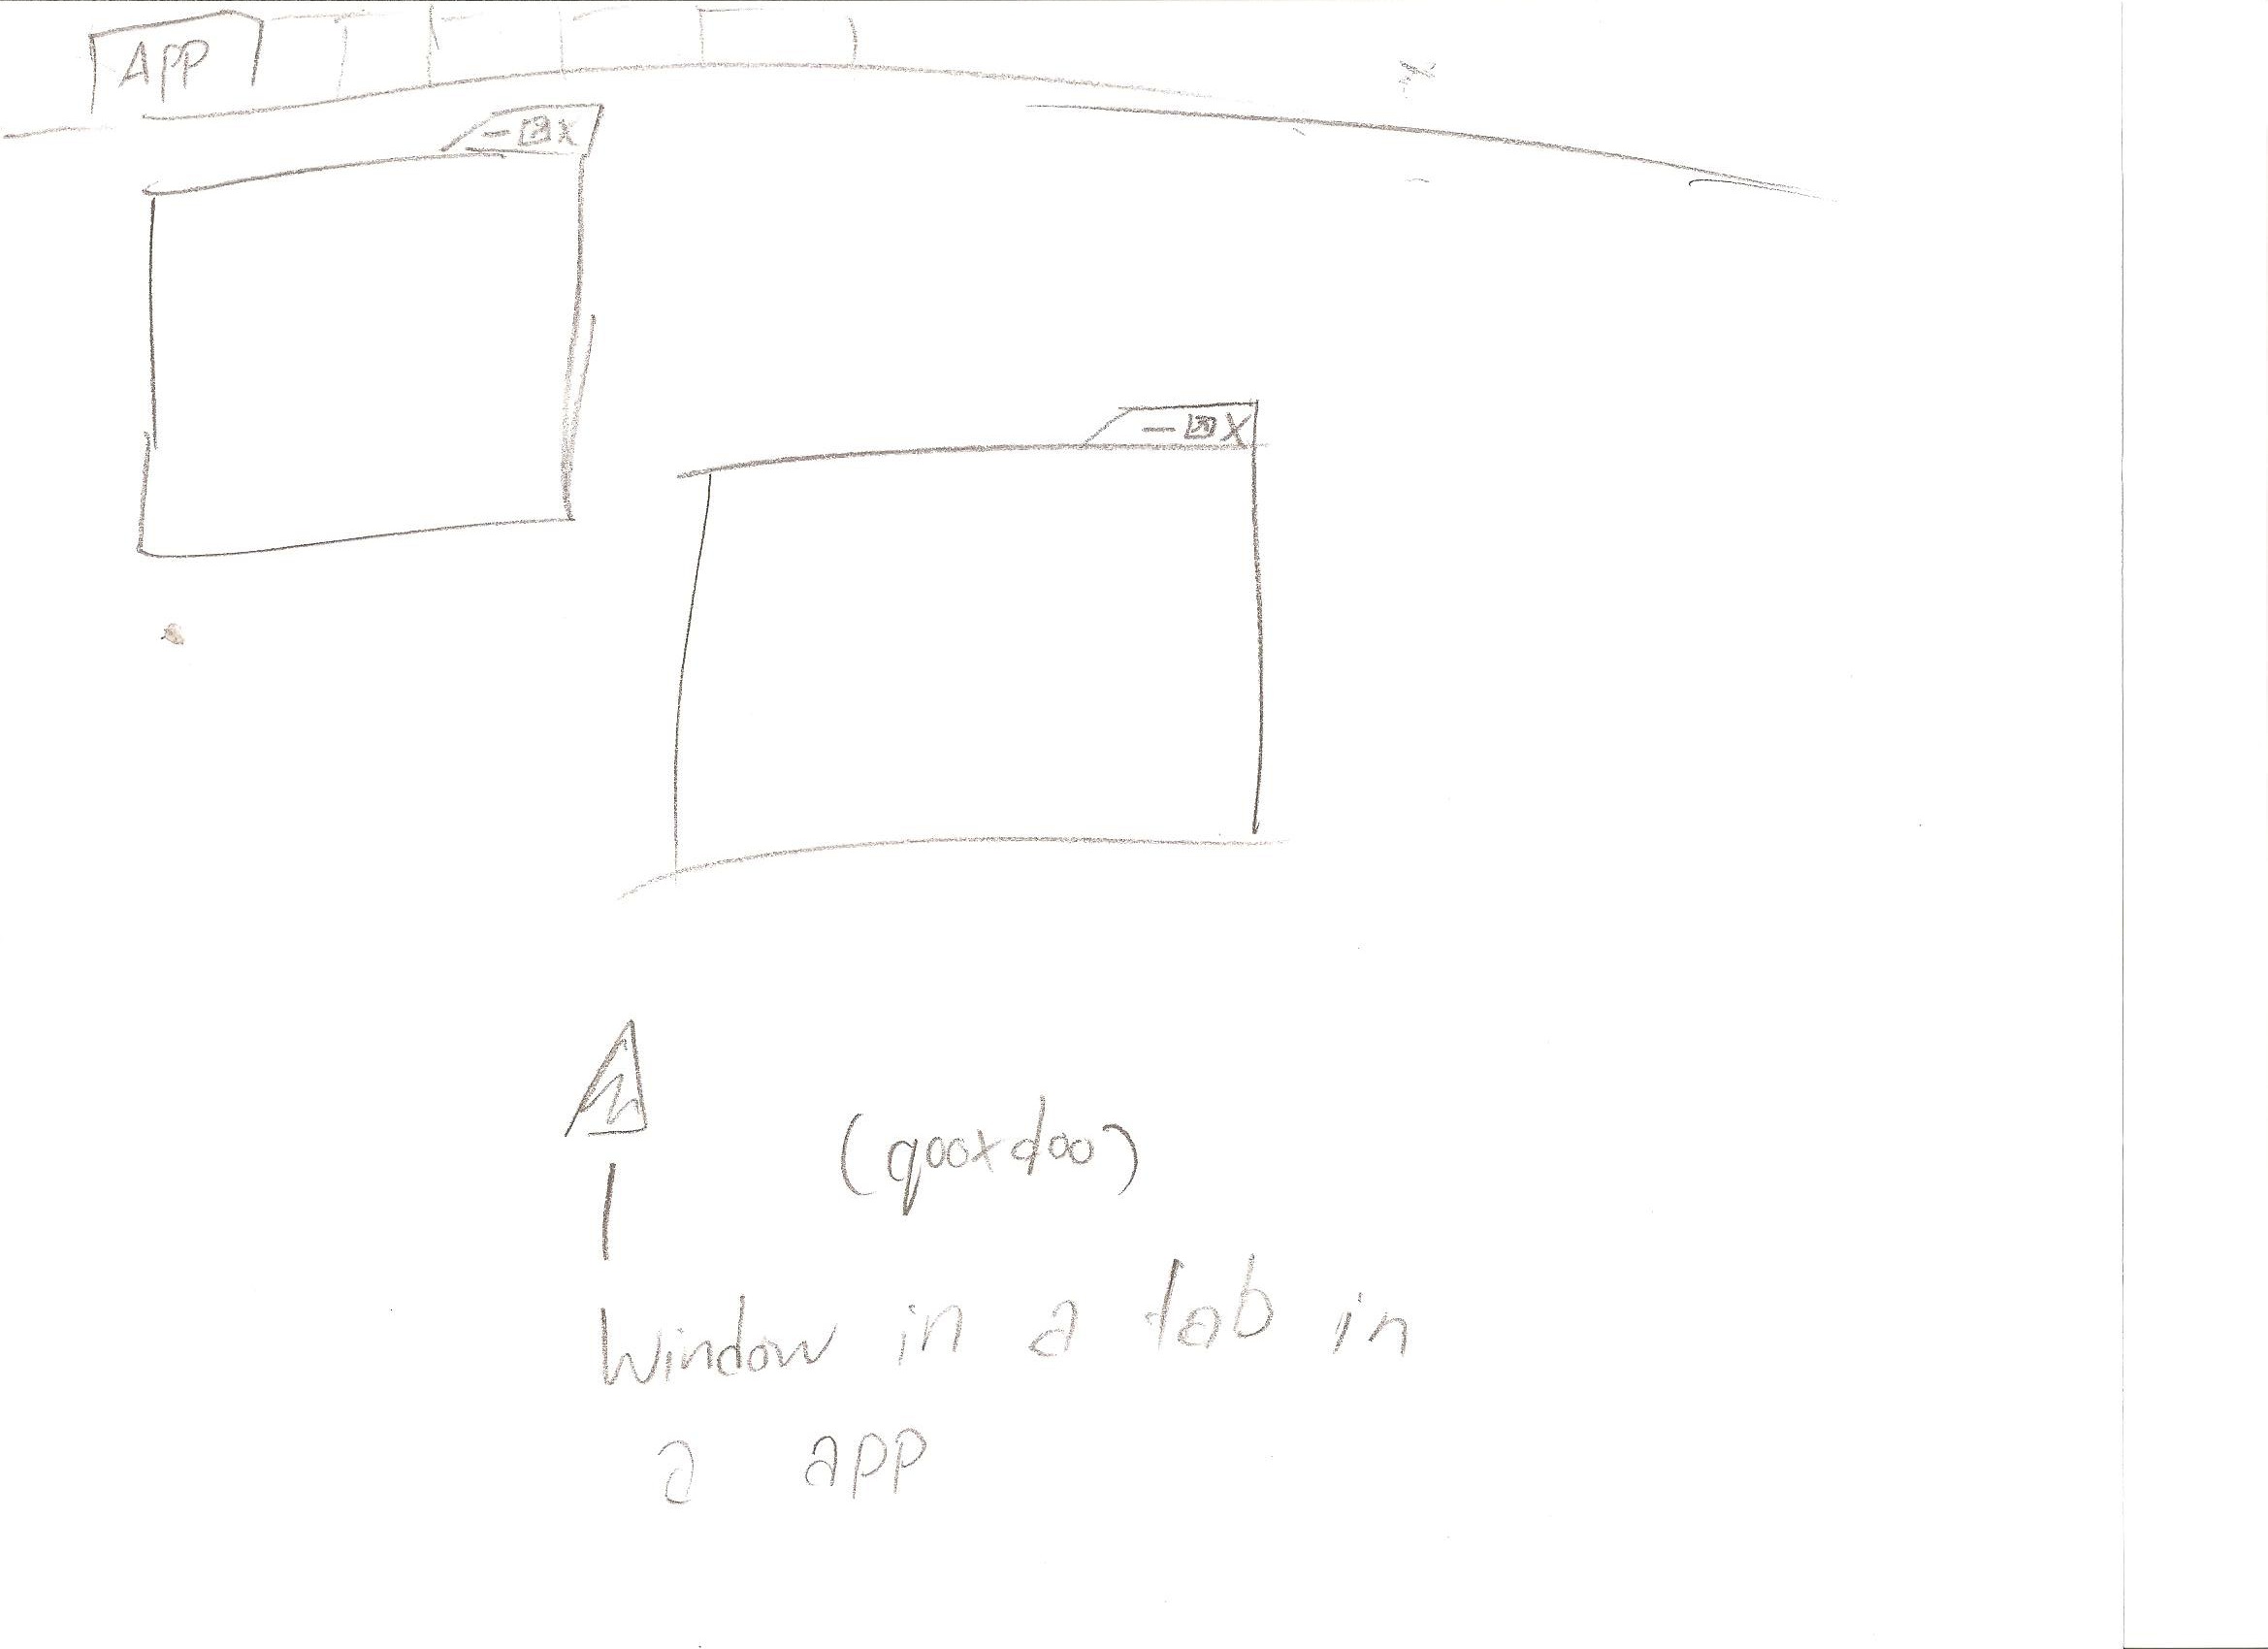 App
- X
- X
(qooxdoo)
Window in a tab in
a app